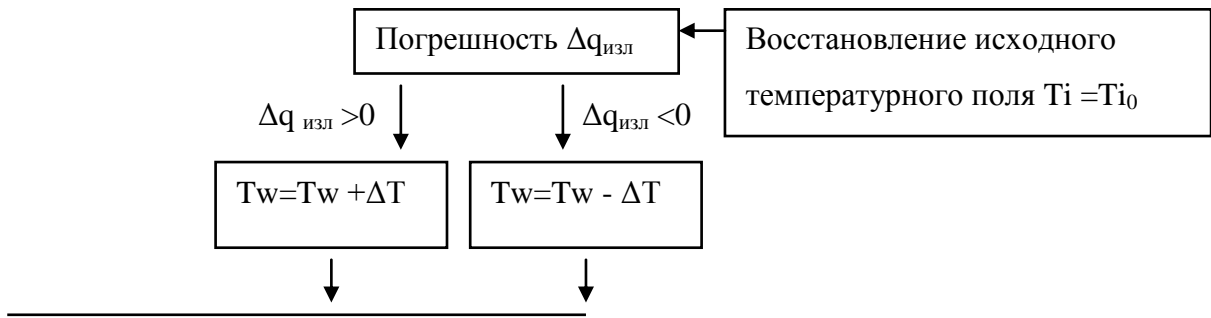 Погрешность Δqизл
Восстановление исходного
температурного поля Ti =Ti0
Δq изл >0
Δqизл <0
Tw=Tw +ΔT
Tw=Tw - ΔT